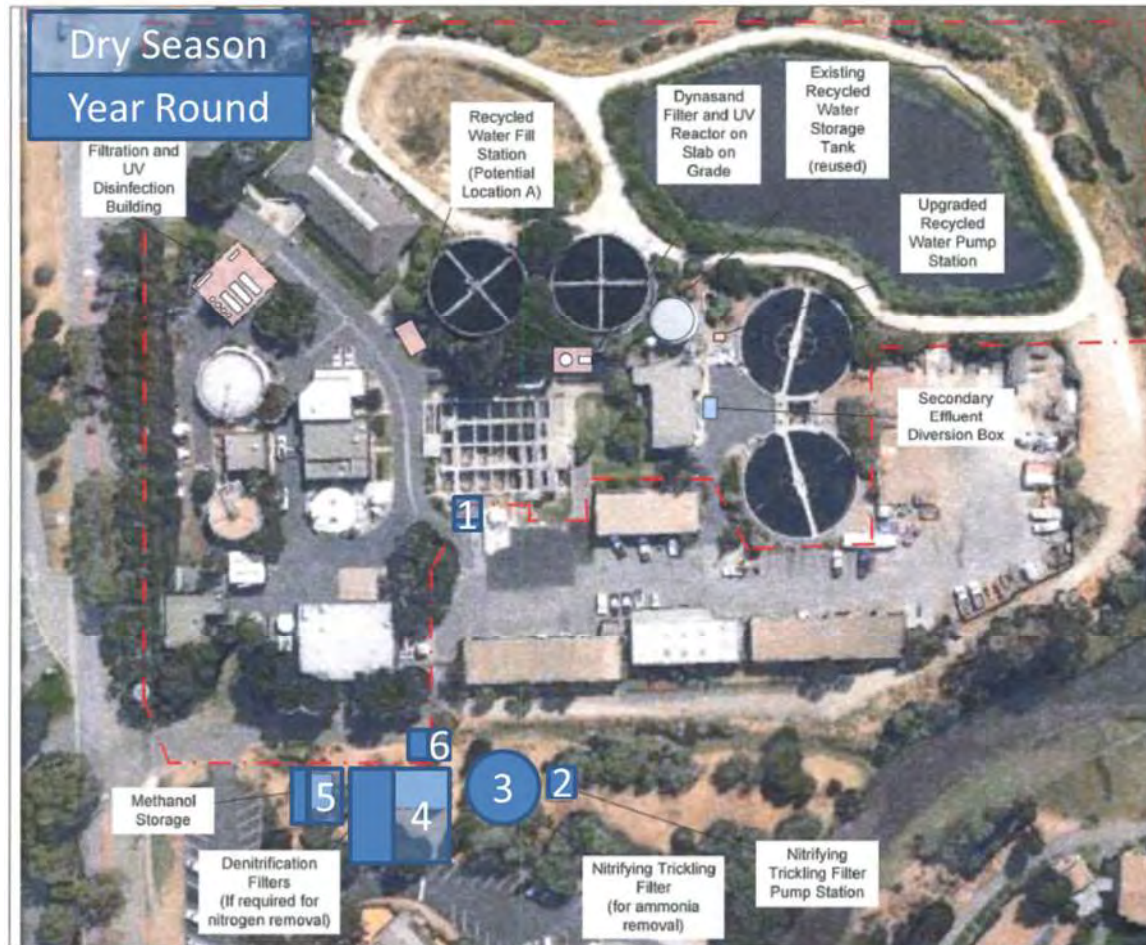 Dry Season
Year Round
Filtration and
UV
Disinfection
Building
Recycled
Water Fill
Station
(Potential
Location A)
Dynasand
Filter and UV
Reactor on
Slab on
Grade
Existing
Recycled
Water
Storage
Tank
(reused)
Upgraded
Recycled
Water Pump
Station
Secondary
Effluent
Diversion Box
1
6
5
4
3
2
Methanol
Storage
Denitrification
Filters
(If required for
nitrogen removal)
Nitrifying Trickling
Filter
(for ammonia
removal)
Nitrifying
Trickling Filter
Pump Station